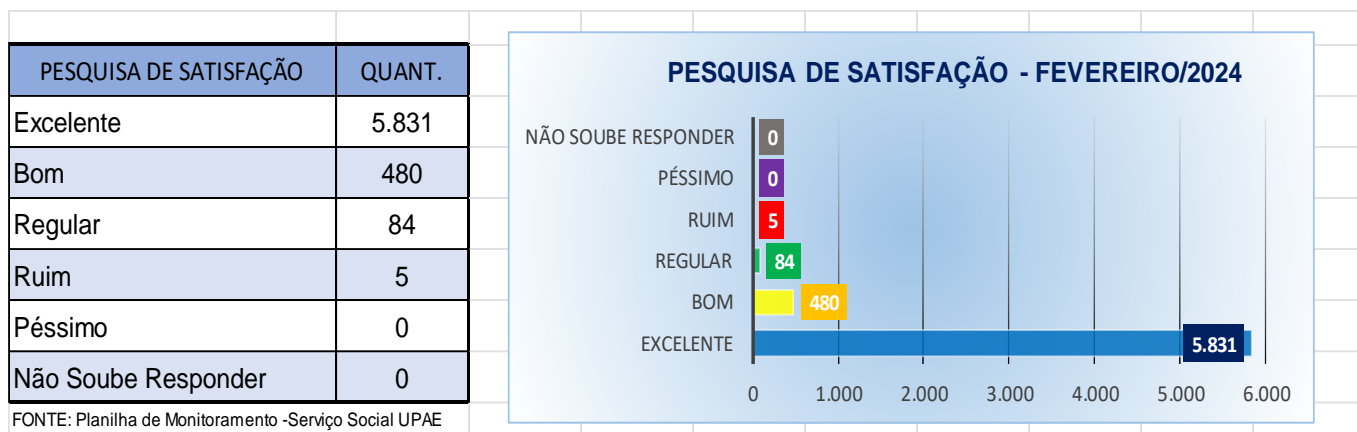 PESQUISA DE SATISFAÇÃO QUANT.
Excelente 5.831
Bom 480
Regular 84
Ruim 5
Péssimo 0
Não Soube Responder 0
FONTE: Planilha de Monitoramento -Serviço Social UPAE
PESQUISA DE SATISFAÇÃO - FEVEREIRO/2024
NÃO SOUBE RESPONDER 0
PÉSSIMO 0
RUIM 5
REGULAR 84
BOM 480
EXCELENTE 5.831
0 1.000 2.000 3.000 4.000 5.000 6.000